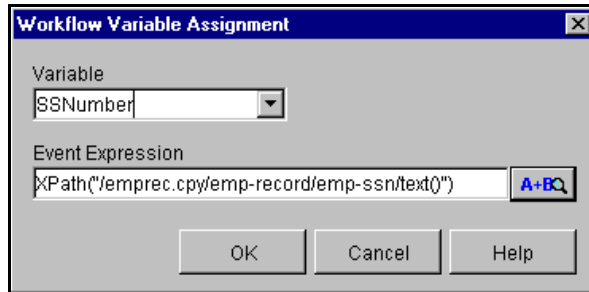 Workflow Variable Assignment
Variable
SSNumber
Event Expression
XPath("/emprec.cpy/emp-record/emp-ssn/text()")
A+B
OK Cancel Help